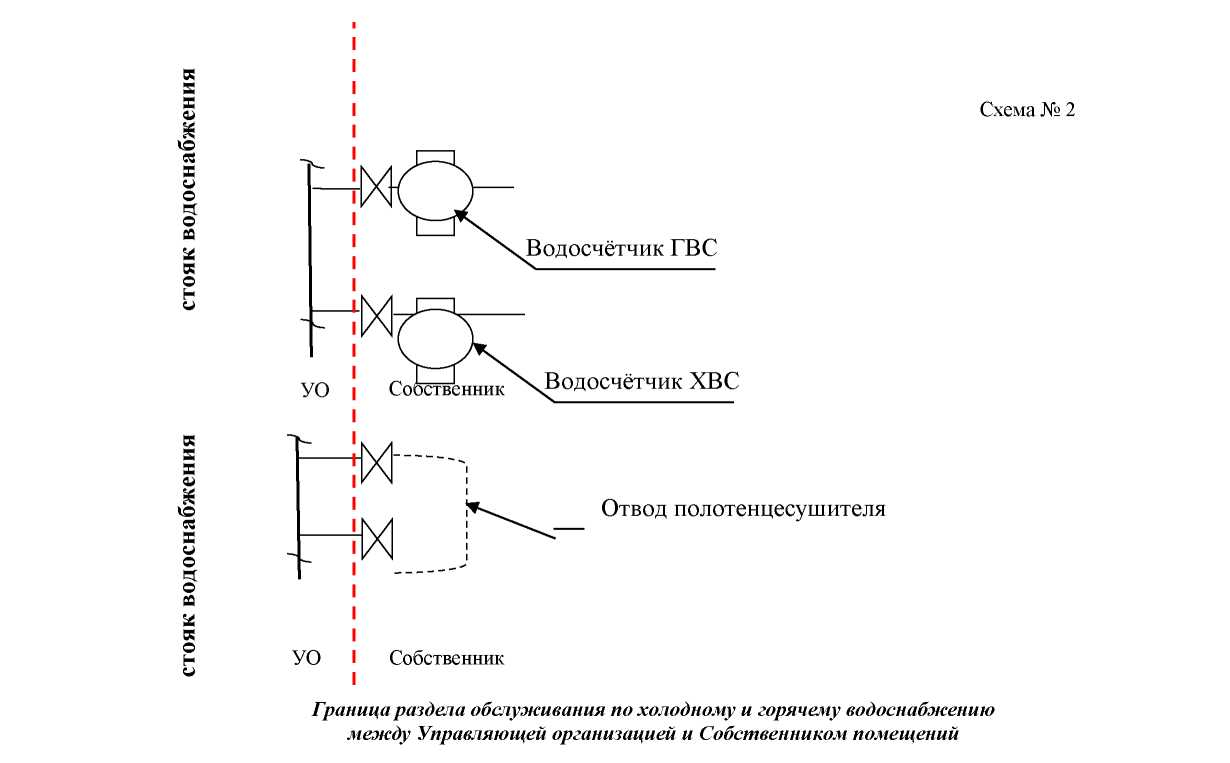 Схема № 2
стояк водоснабжения
Водосчётчик ГВС
Водосчётчик ХВС
УО
Собственник
стояк водоснабжения
Отвод полотенцесушителя
УО
Собственник
Граница раздела обслуживания по холодному и горячему водоснабжению
между Управляющей организацией и Собственником помещений